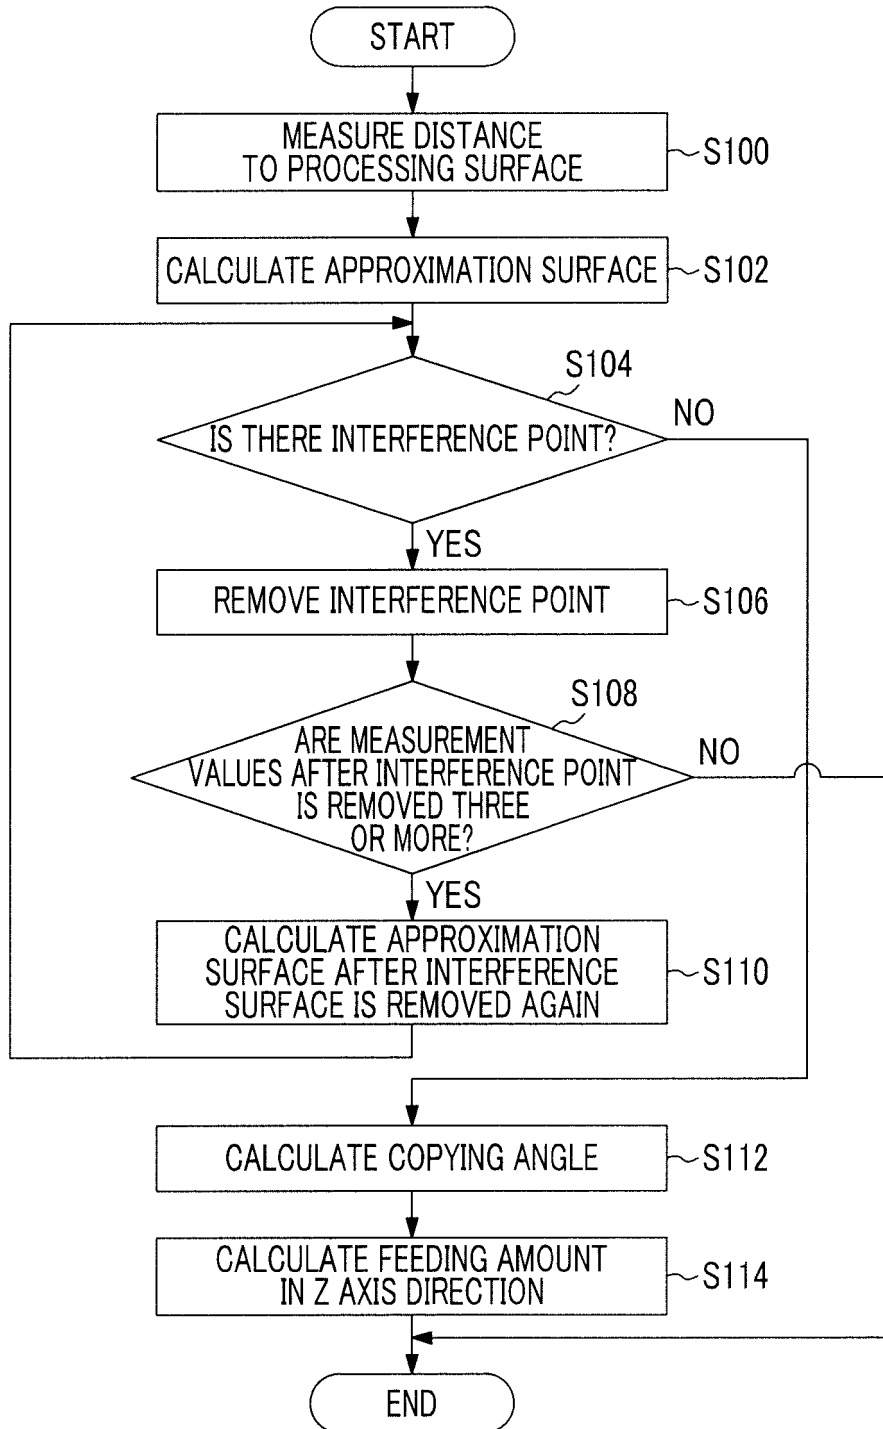 START
MEASURE DISTANCE
TO PROCESSING SURFACE
S100
CALCULATE APPROXIMATION SURFACE
S102
S104
IS THERE INTERFERENCE POINT?
NO
YES
REMOVE INTERFERENCE POINT
S106
S108
ARE MEASUREMENT
VALUES AFTER INTERFERENCE POINT
IS REMOVED THREE
OR MORE?
NO
YES
CALCULATE APPROXIMATION
SURFACE AFTER INTERFERENCE
SURFACE IS REMOVED AGAIN
S110
CALCULATE COPYING ANGLE
S112
CALCULATE FEEDING AMOUNT
IN Z AXIS DIRECTION
S114
END